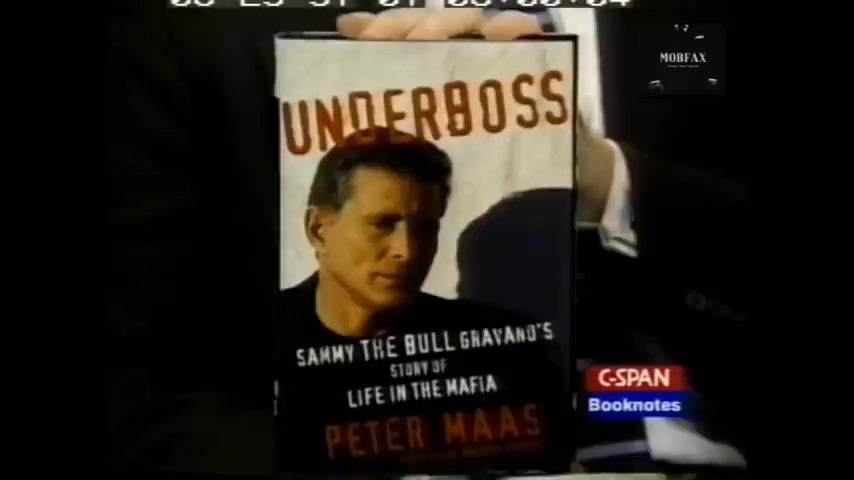 MOBFAX
UNDERBOSS
SAMMY THE BULL GRAVANO'S
STORY OF
LIFE IN THE MAFIA
PETER MAAS
C-SPAN
Booknotes